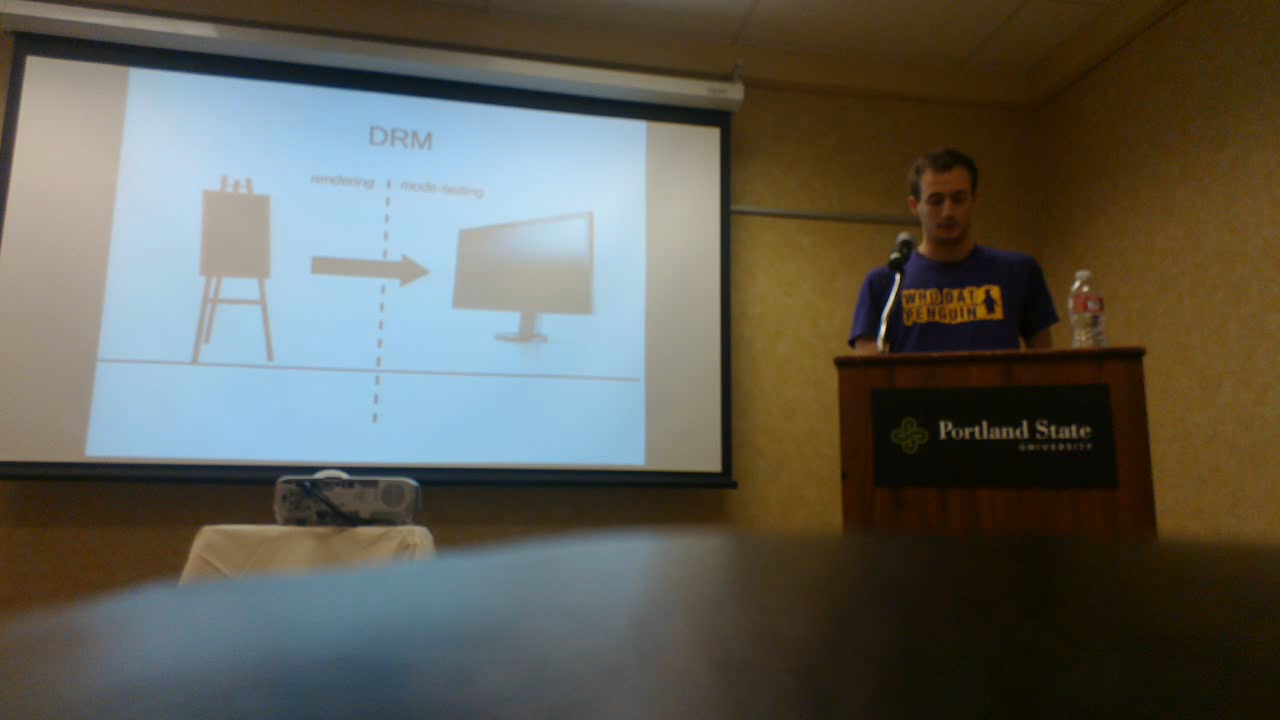 DRM
rendering
mode-setting
WHO DAT
PENGUIN
Portland State
UNIVERSITY